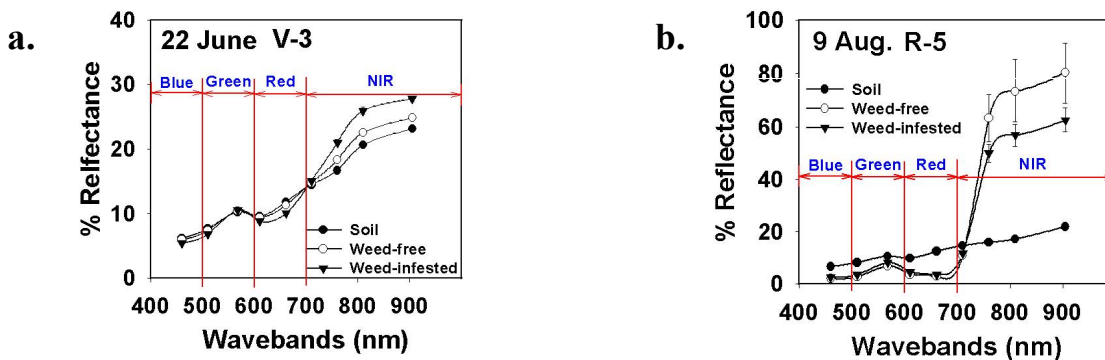 a.
22 June V-3
40
30
20
10
0
% Relfectance
Blue Green Red NIR
Soil
Weed-free
Weed-infested
400 500 600 700 800 900
Wavebands (nm)
b.
9 Aug. R-5
100
80
60
40
20
0
% Reflectance
Soil
Weed-free
Weed-infested
Blue Green Red NIR
400 500 600 700 800 900
Wavebands (nm)